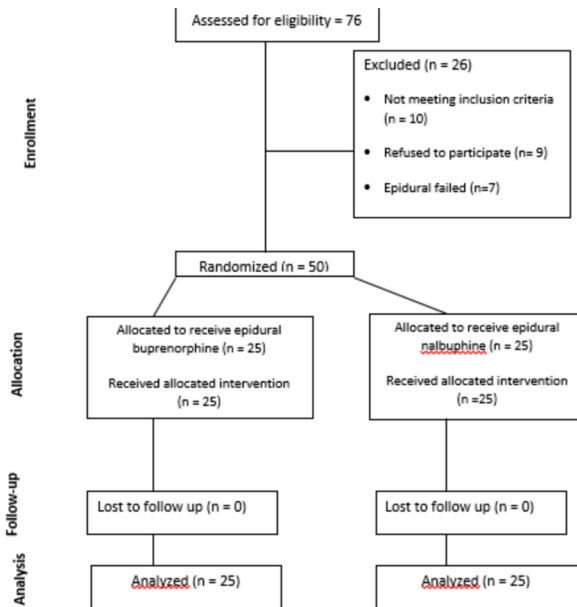 Assessed for eligibility = 76
Enrollment
Excluded (n = 26)
• Not meeting inclusion criteria
(n = 10)
• Refused to participate (n= 9)
• Epidural failed (n=7)
Randomized (n = 50)
Allocation
Allocated to receive epidural
buprenorphine (n = 25)
Received allocated intervention
(n = 25)
Allocated to receive epidural
nalbuphine (n = 25)
Received allocated intervention
(n =25)
Follow-up
Lost to follow up (n = 0)
Lost to follow up (n = 0)
Analysis
Analyzed (n = 25)
Analyzed (n = 25)